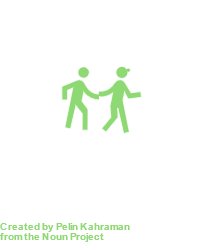 Created by Pelin Kahraman
from the Noun Project